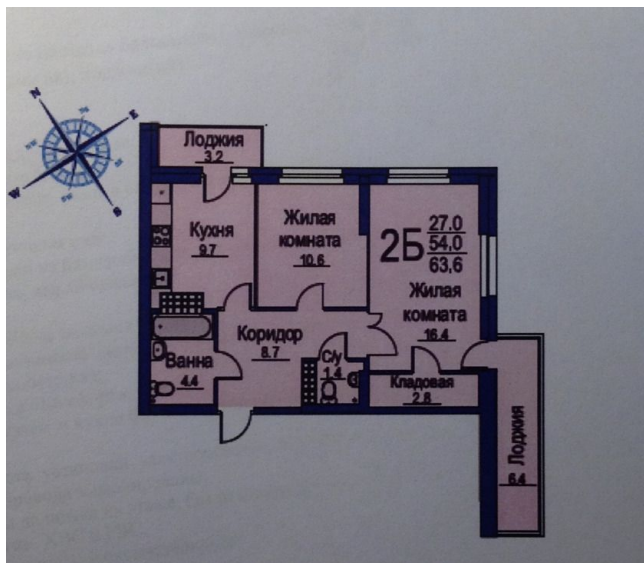 N
E
W
S
Лоджия
3.2
Кухня
9.7
Жилая
комната
10.6
2Б
27.0
54.0
63.6
Жилая
комната
16.4
Коридор
8.7
С/у
1.4
Ванна
4.4
Кладовая
2.8
Лоджия
6.4